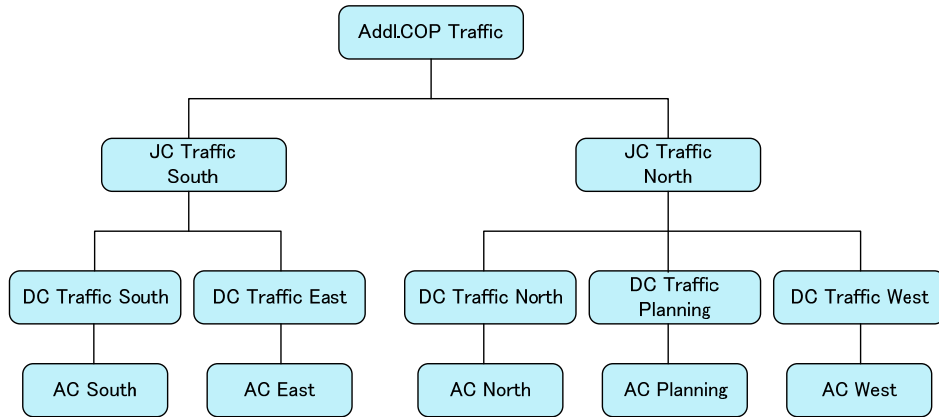 Addl.COP Traffic
JC Traffic
South
JC Traffic
North
DC Traffic South
DC Traffic East
DC Traffic North
DC Traffic
Planning
DC Traffic West
AC South
AC East
AC North
AC Planning
AC West